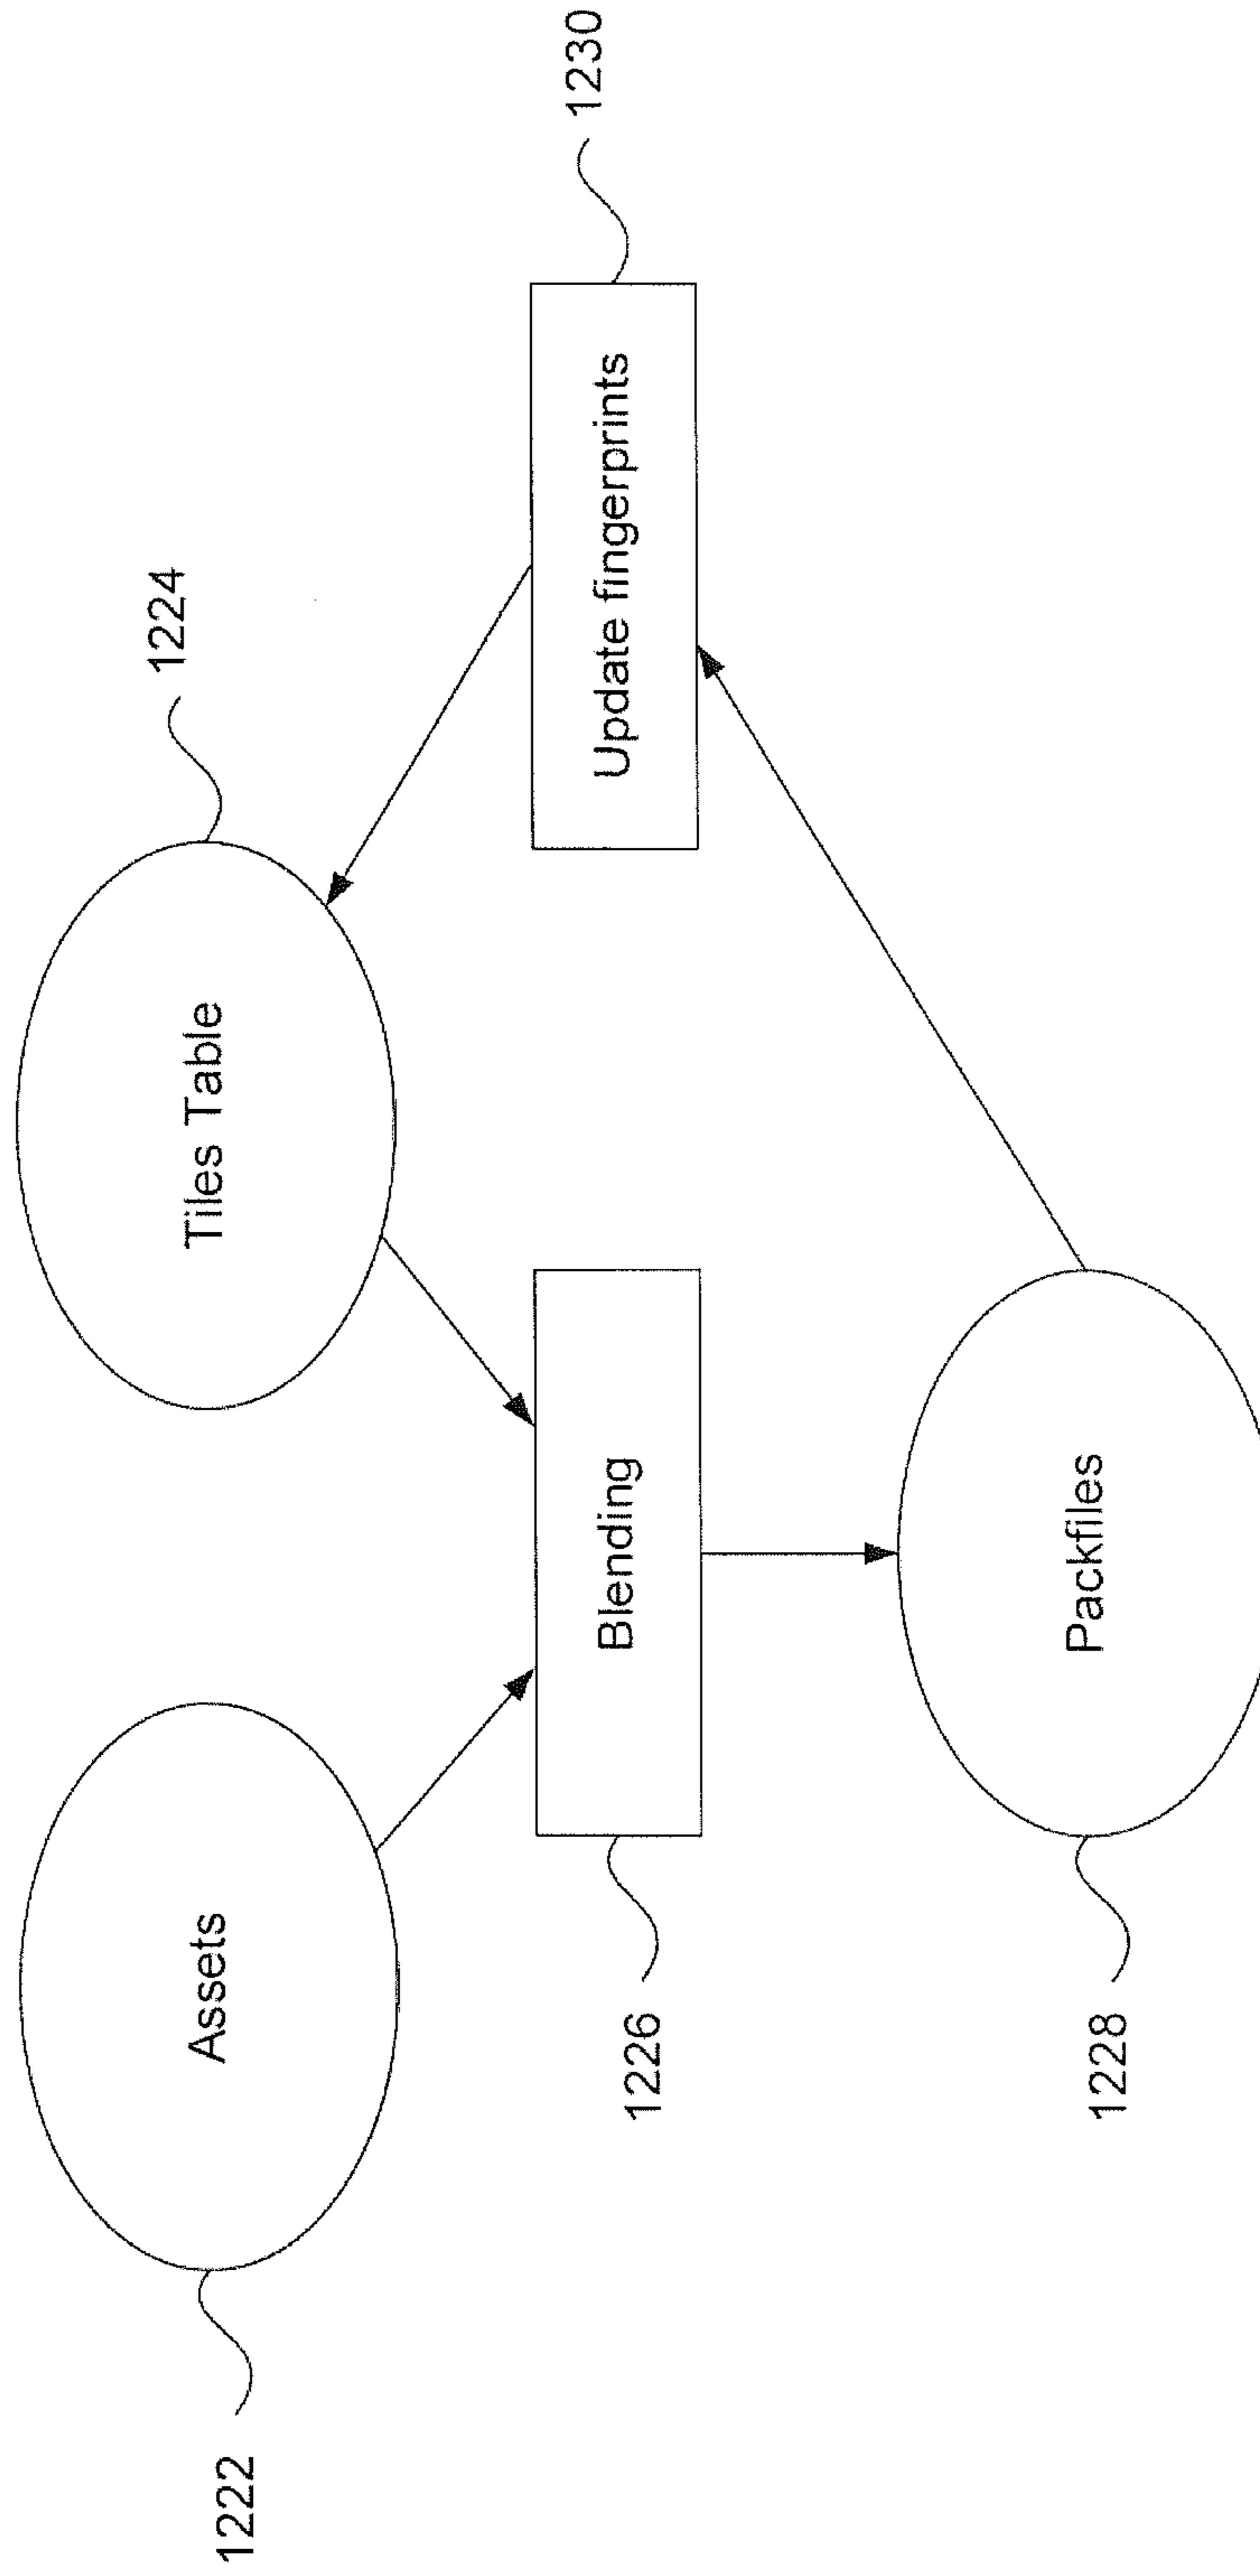 Assets
Tiles Table
1222
1224
Blending
Update fingerprints
1226
1230
Packfiles
1228